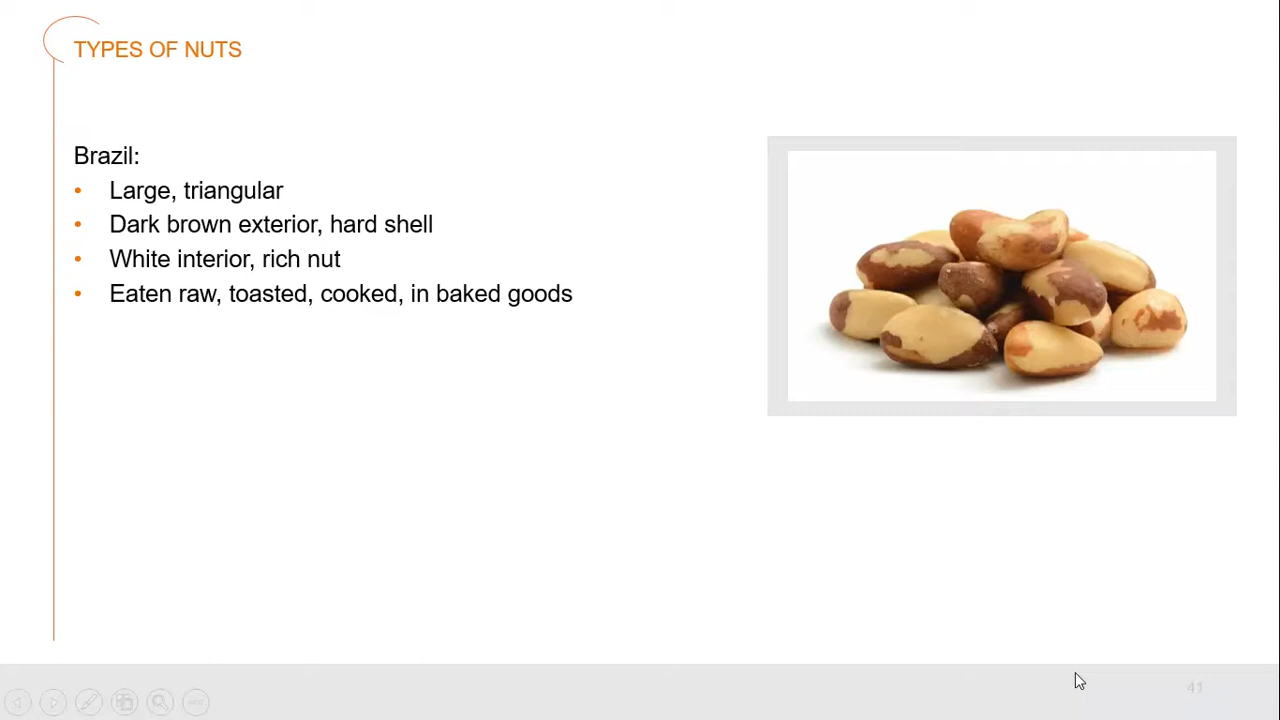 TYPES OF NUTS
Brazil:
• Large, triangular
• Dark brown exterior, hard shell
• White interior, rich nut
• Eaten raw, toasted, cooked, in baked goods
41